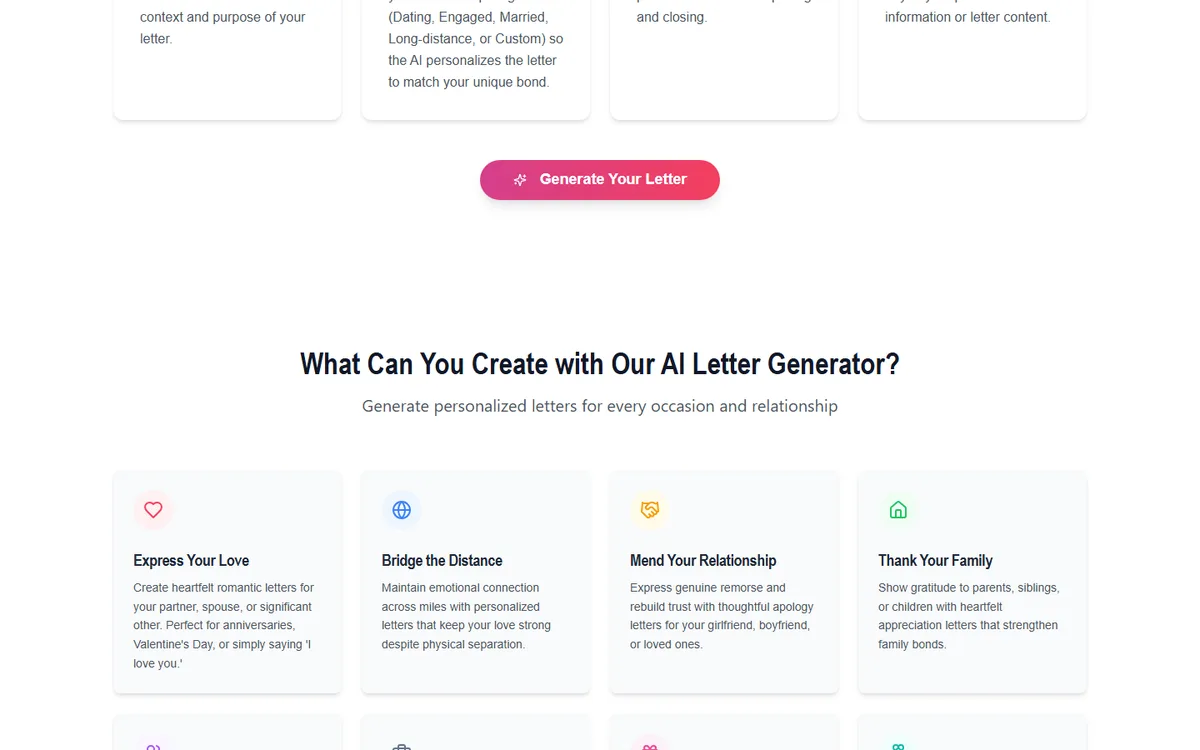 context and purpose of your
letter.
(Dating, Engaged, Married,
Long-distance, or Custom) so
the AI personalizes the letter
to match your unique bond.
and closing.
information or letter content.
Generate Your Letter
What Can You Create with Our AI Letter Generator?
Generate personalized letters for every occasion and relationship
Express Your Love
Create heartfelt romantic letters for
your partner, spouse, or significant
other. Perfect for anniversaries,
Valentine's Day, or simply saying 'I
love you.'
Bridge the Distance
Maintain emotional connection
across miles with personalized
letters that keep your love strong
despite physical separation.
Mend Your Relationship
Express genuine remorse and
rebuild trust with thoughtful apology
letters for your girlfriend, boyfriend,
or loved ones.
Thank Your Family
Show gratitude to parents, siblings,
or children with heartfelt
appreciation letters that strengthen
family bonds.